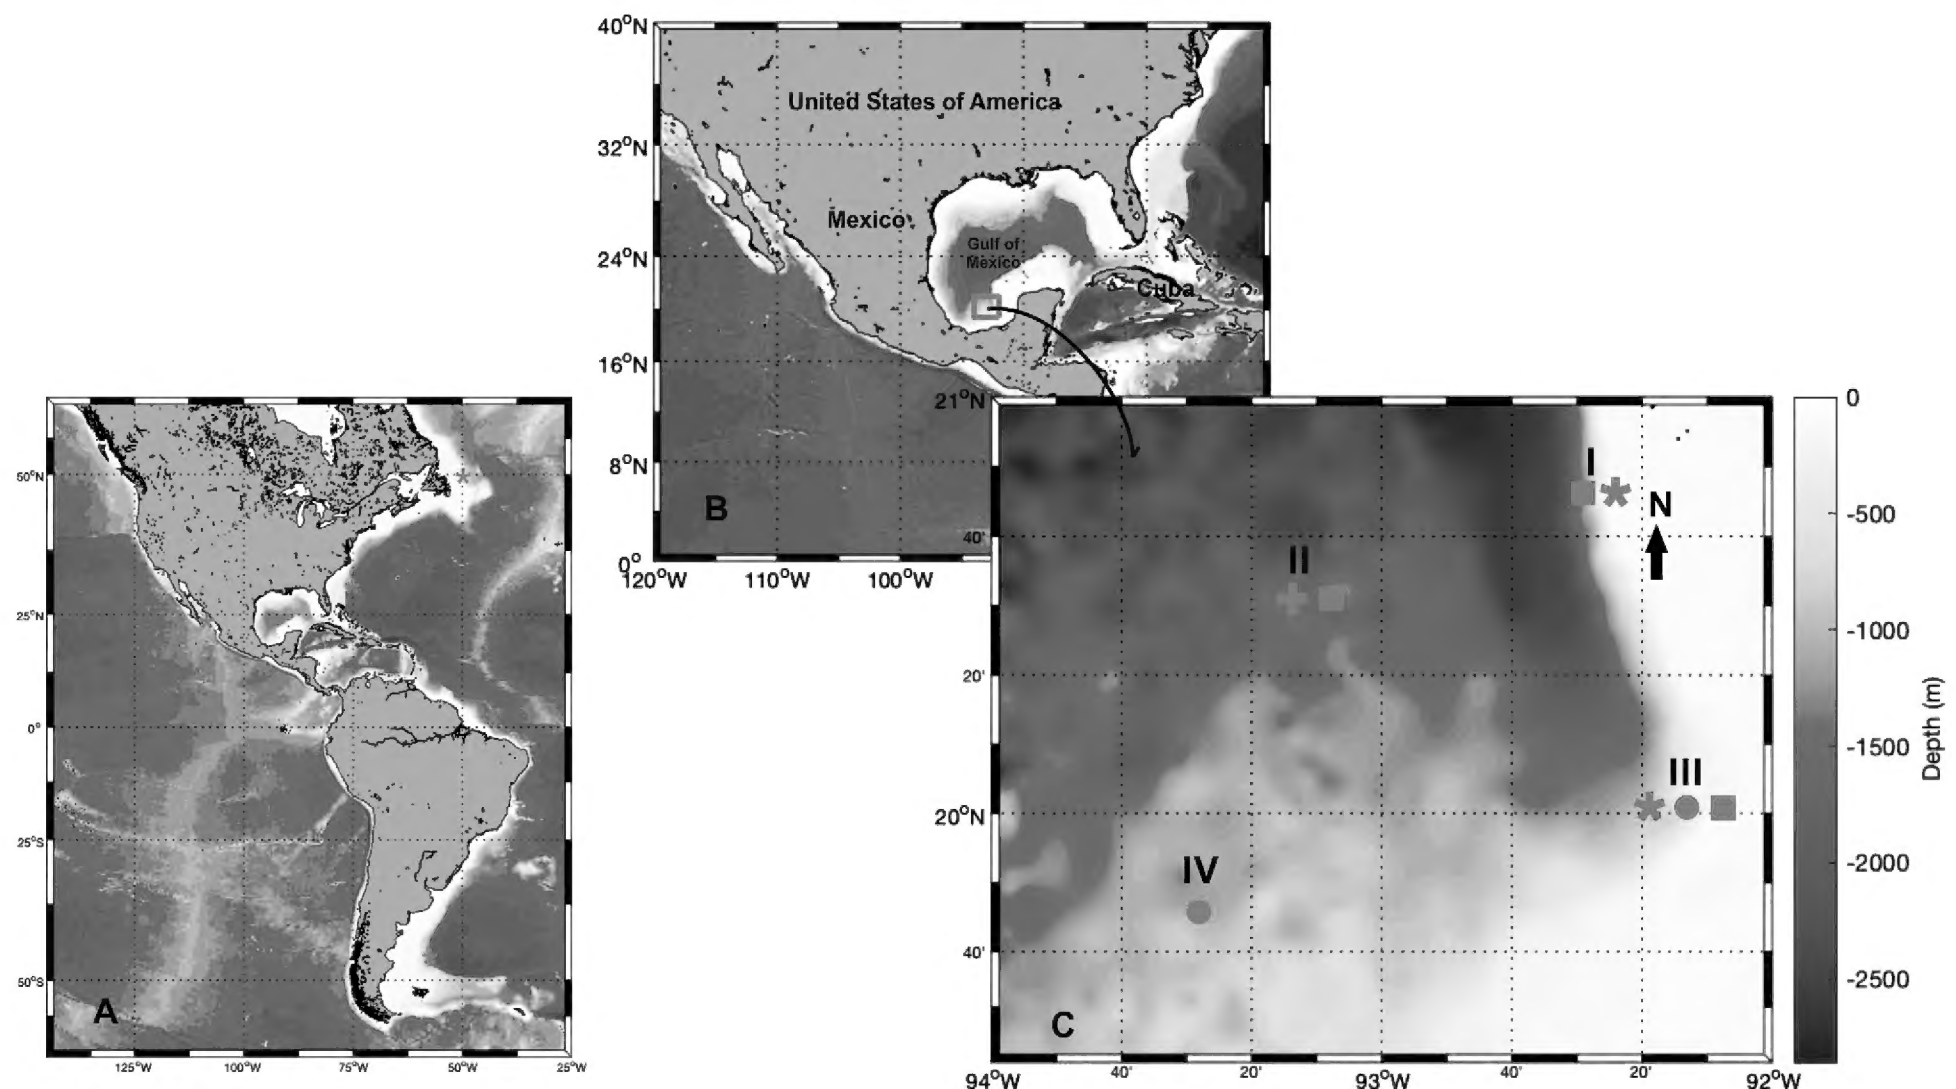 40°N
United States of America
32°N
Mexico
Gulf of
Mexico
24°N
Cuba
16°N
8°N
B
0°
120°W 110°W 100°W
50°N
25°N
0°
25°S
50°S
A
125°W 100°W 75°W 50°W 25°W
21°N
I
N
40'
II
20'
III
20°N
IV
40'
C
94°W 40' 20' 93°W 40' 20' 92°W
0
-500
-1000
-1500
-2000
-2500
Depth (m)